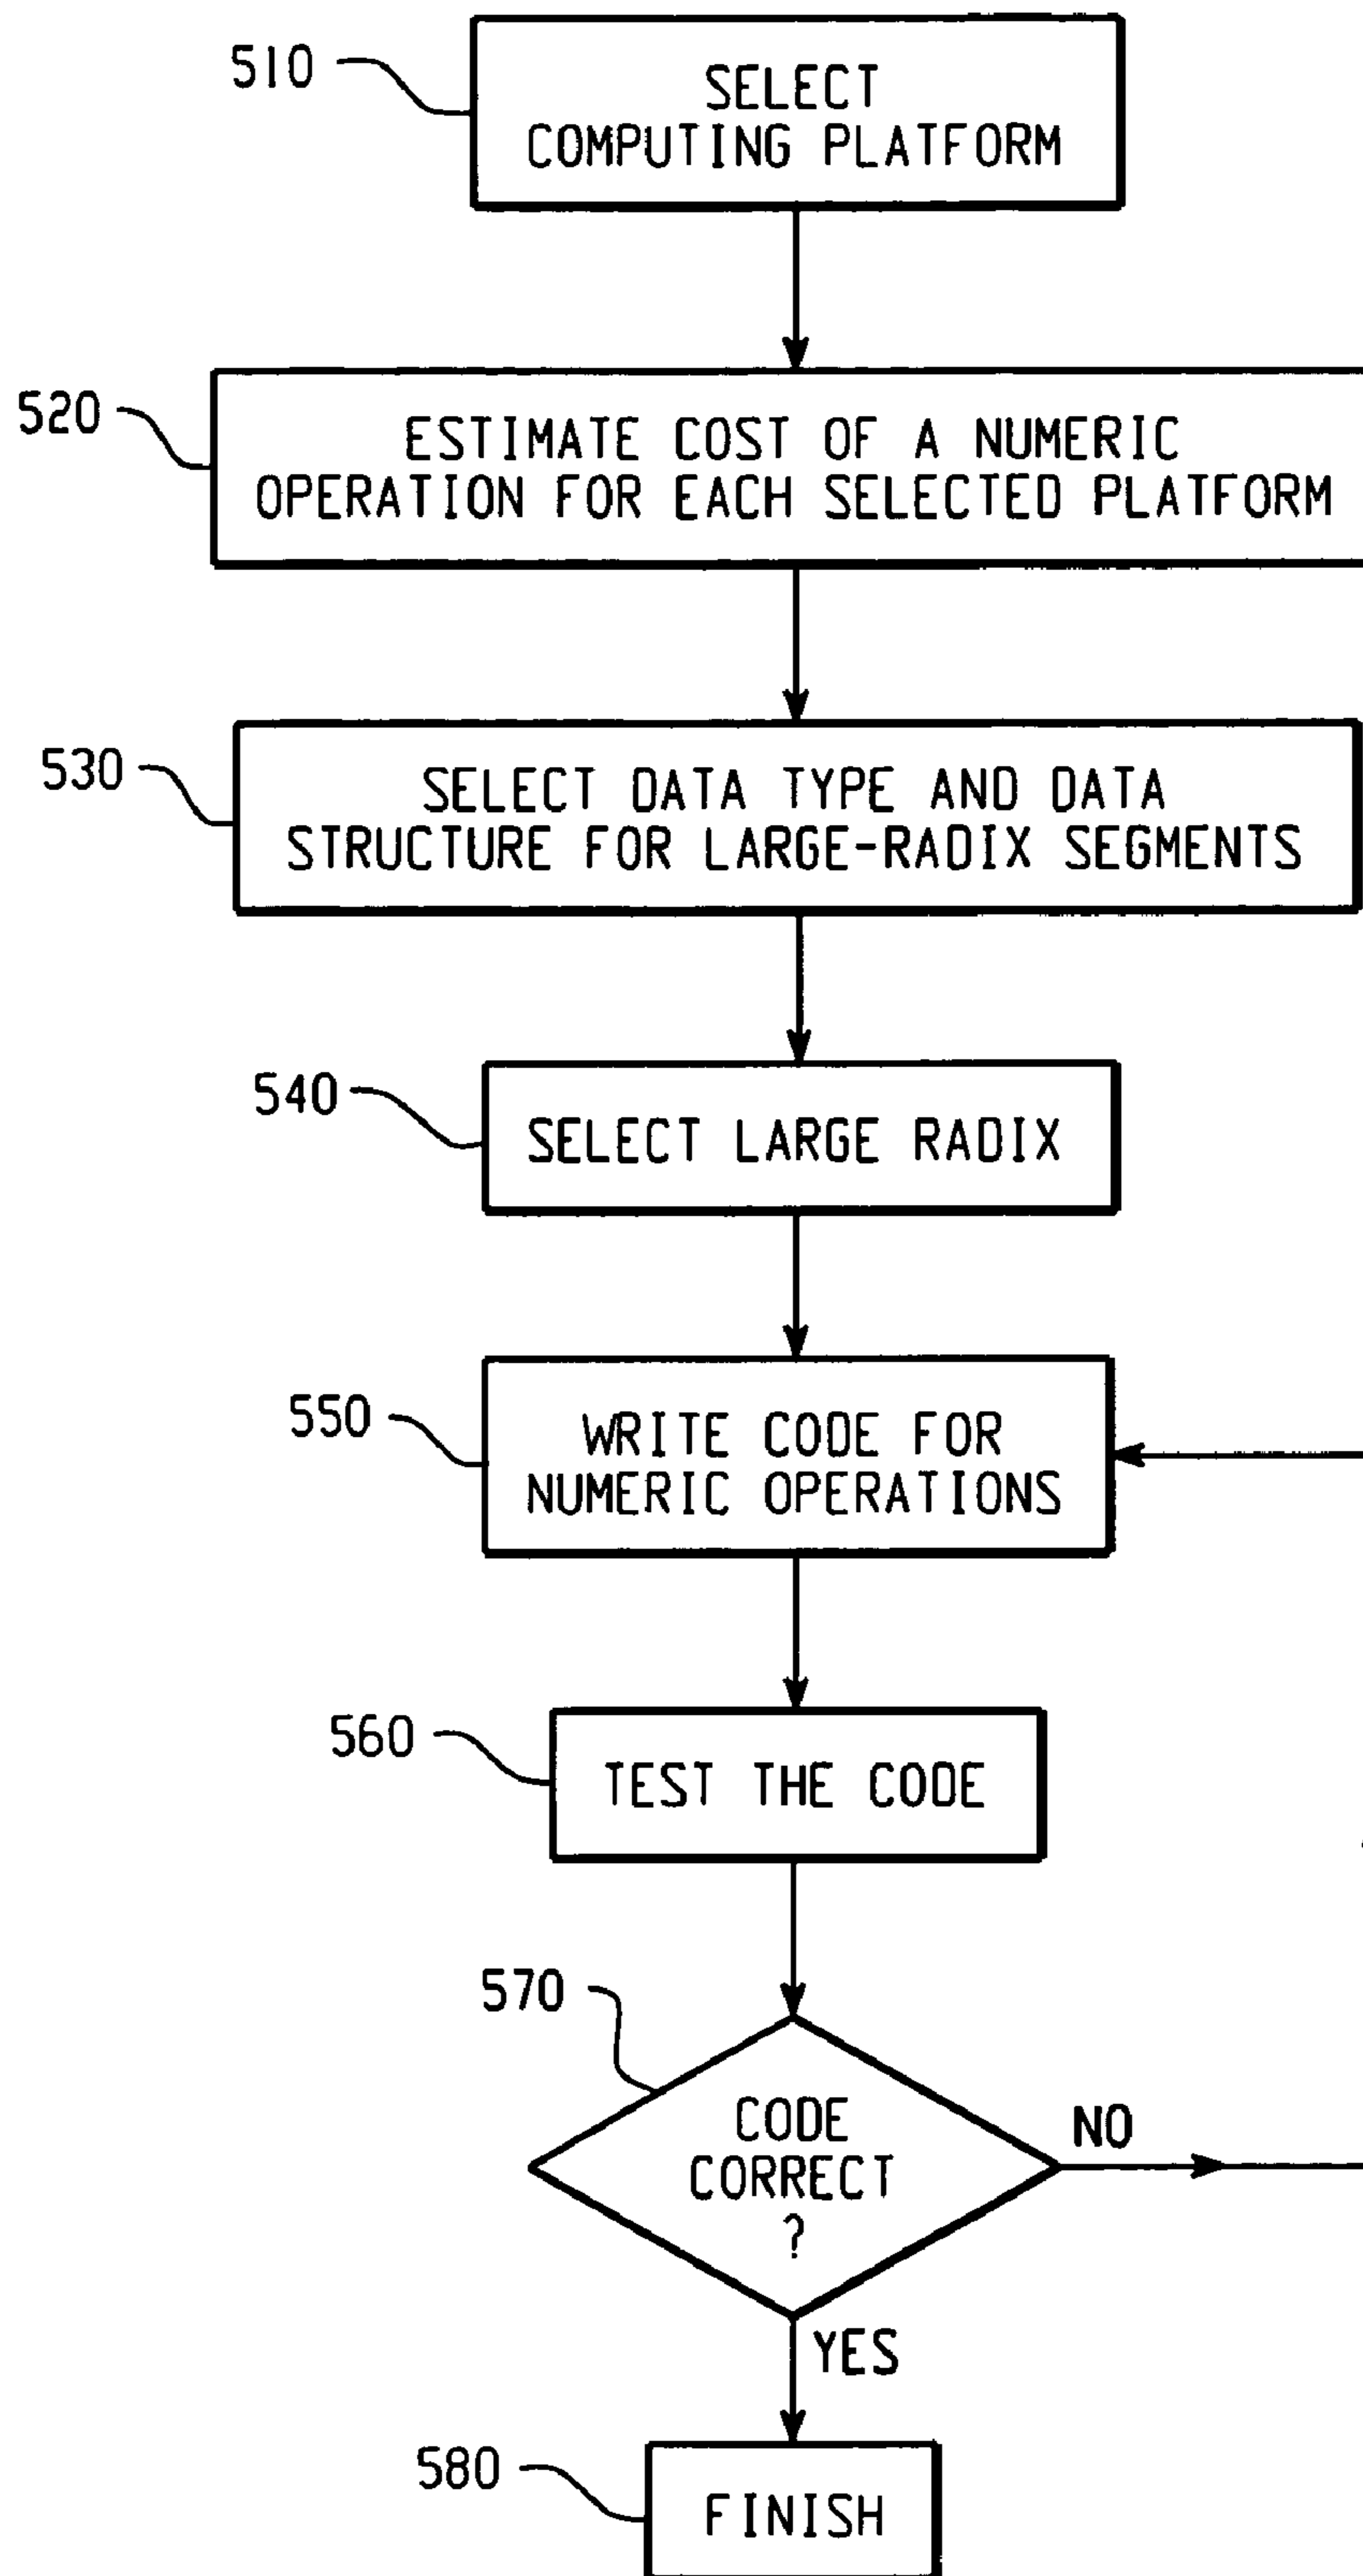 510
SELECT
COMPUTING PLATFORM
520
ESTIMATE COST OF A NUMERIC
OPERATION FOR EACH SELECTED PLATFORM
530
SELECT DATA TYPE AND DATA
STRUCTURE FOR LARGE-RADIX SEGMENTS
540
SELECT LARGE RADIX
550
WRITE CODE FOR
NUMERIC OPERATIONS
560
TEST THE CODE
570
CODE
CORRECT
?
NO
YES
580
FINISH